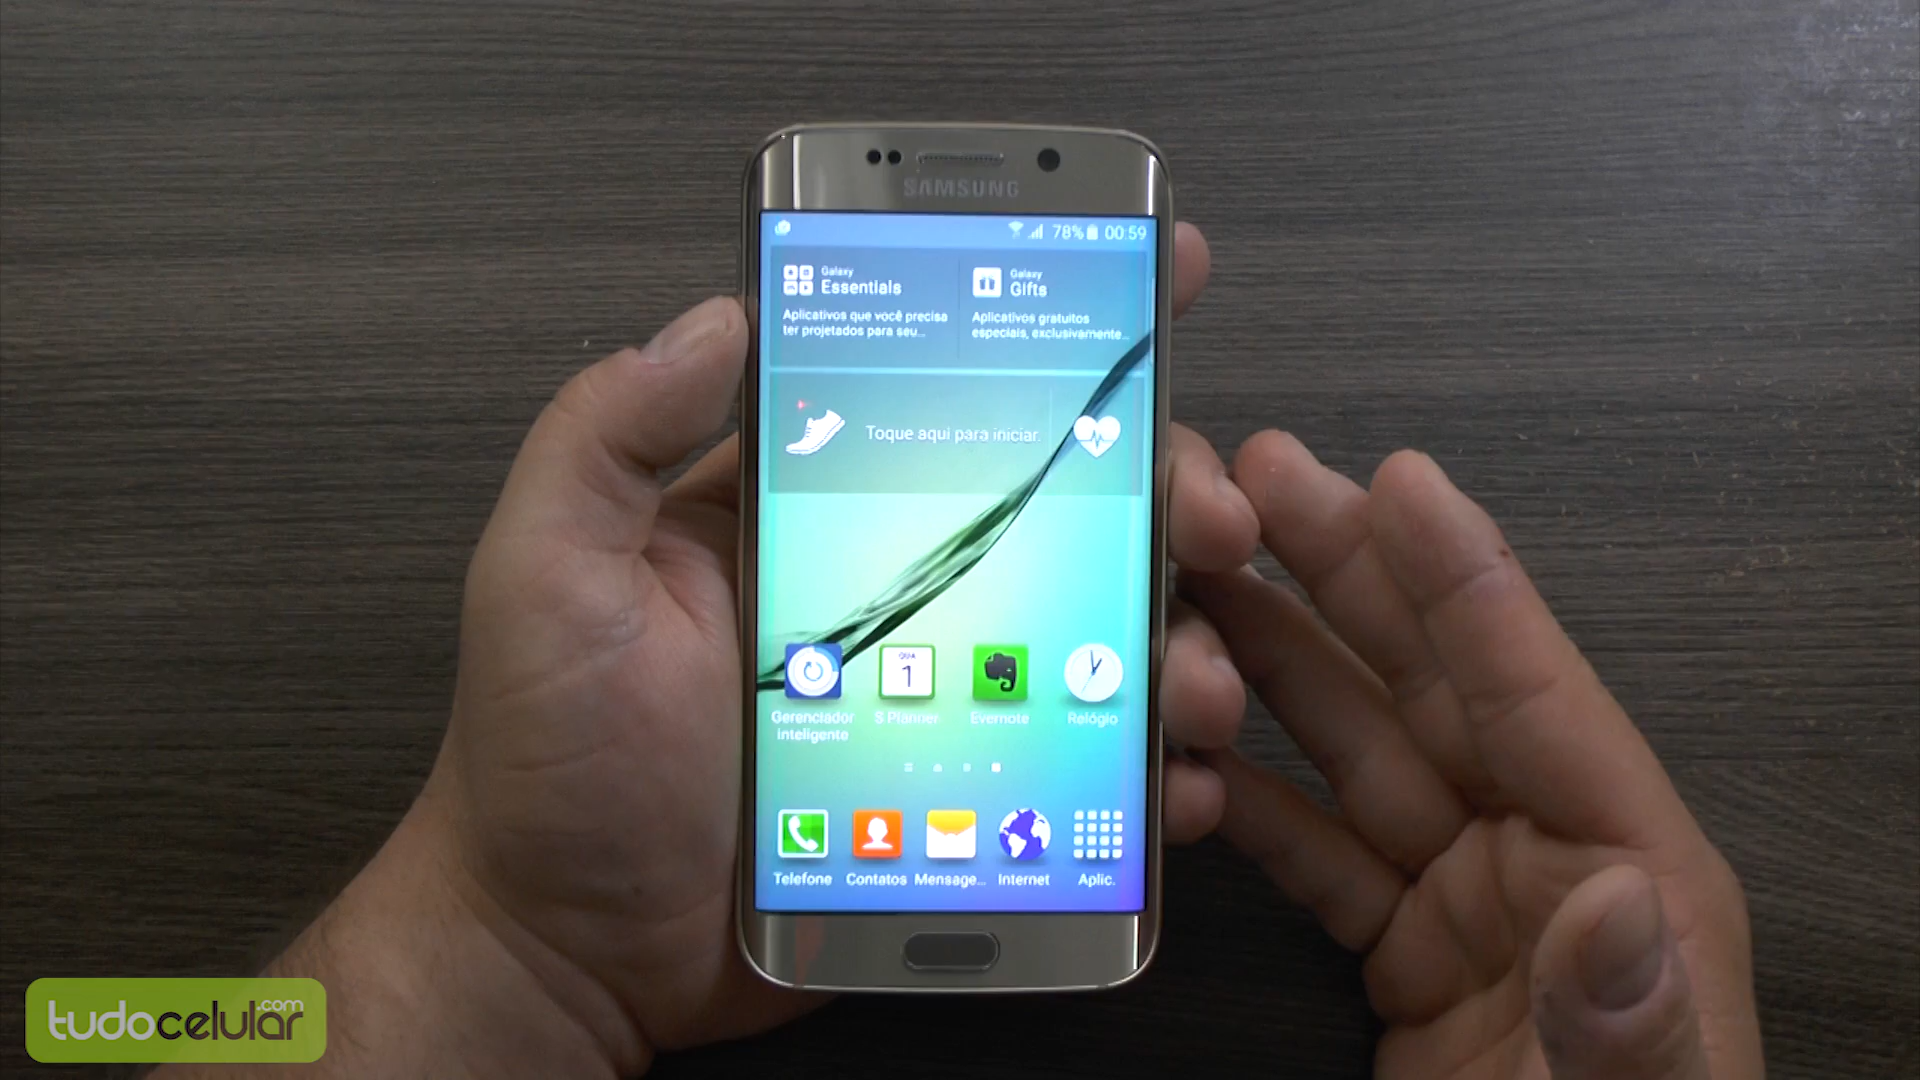 SAMSUNG
78% 00:59
Galaxy
Essentials
Aplicativos que você precisa
ter projetados para seu...
Galaxy
Gifts
Aplicativos gratuitos
especiais, exclusivamente...
Toque aqui para iniciar.
QUA
1
Gerenciador
inteligente
S Planner
Evernote
Relógio
Telefone
Contatos
Mensage...
Internet
Aplic.
tudocelular.com